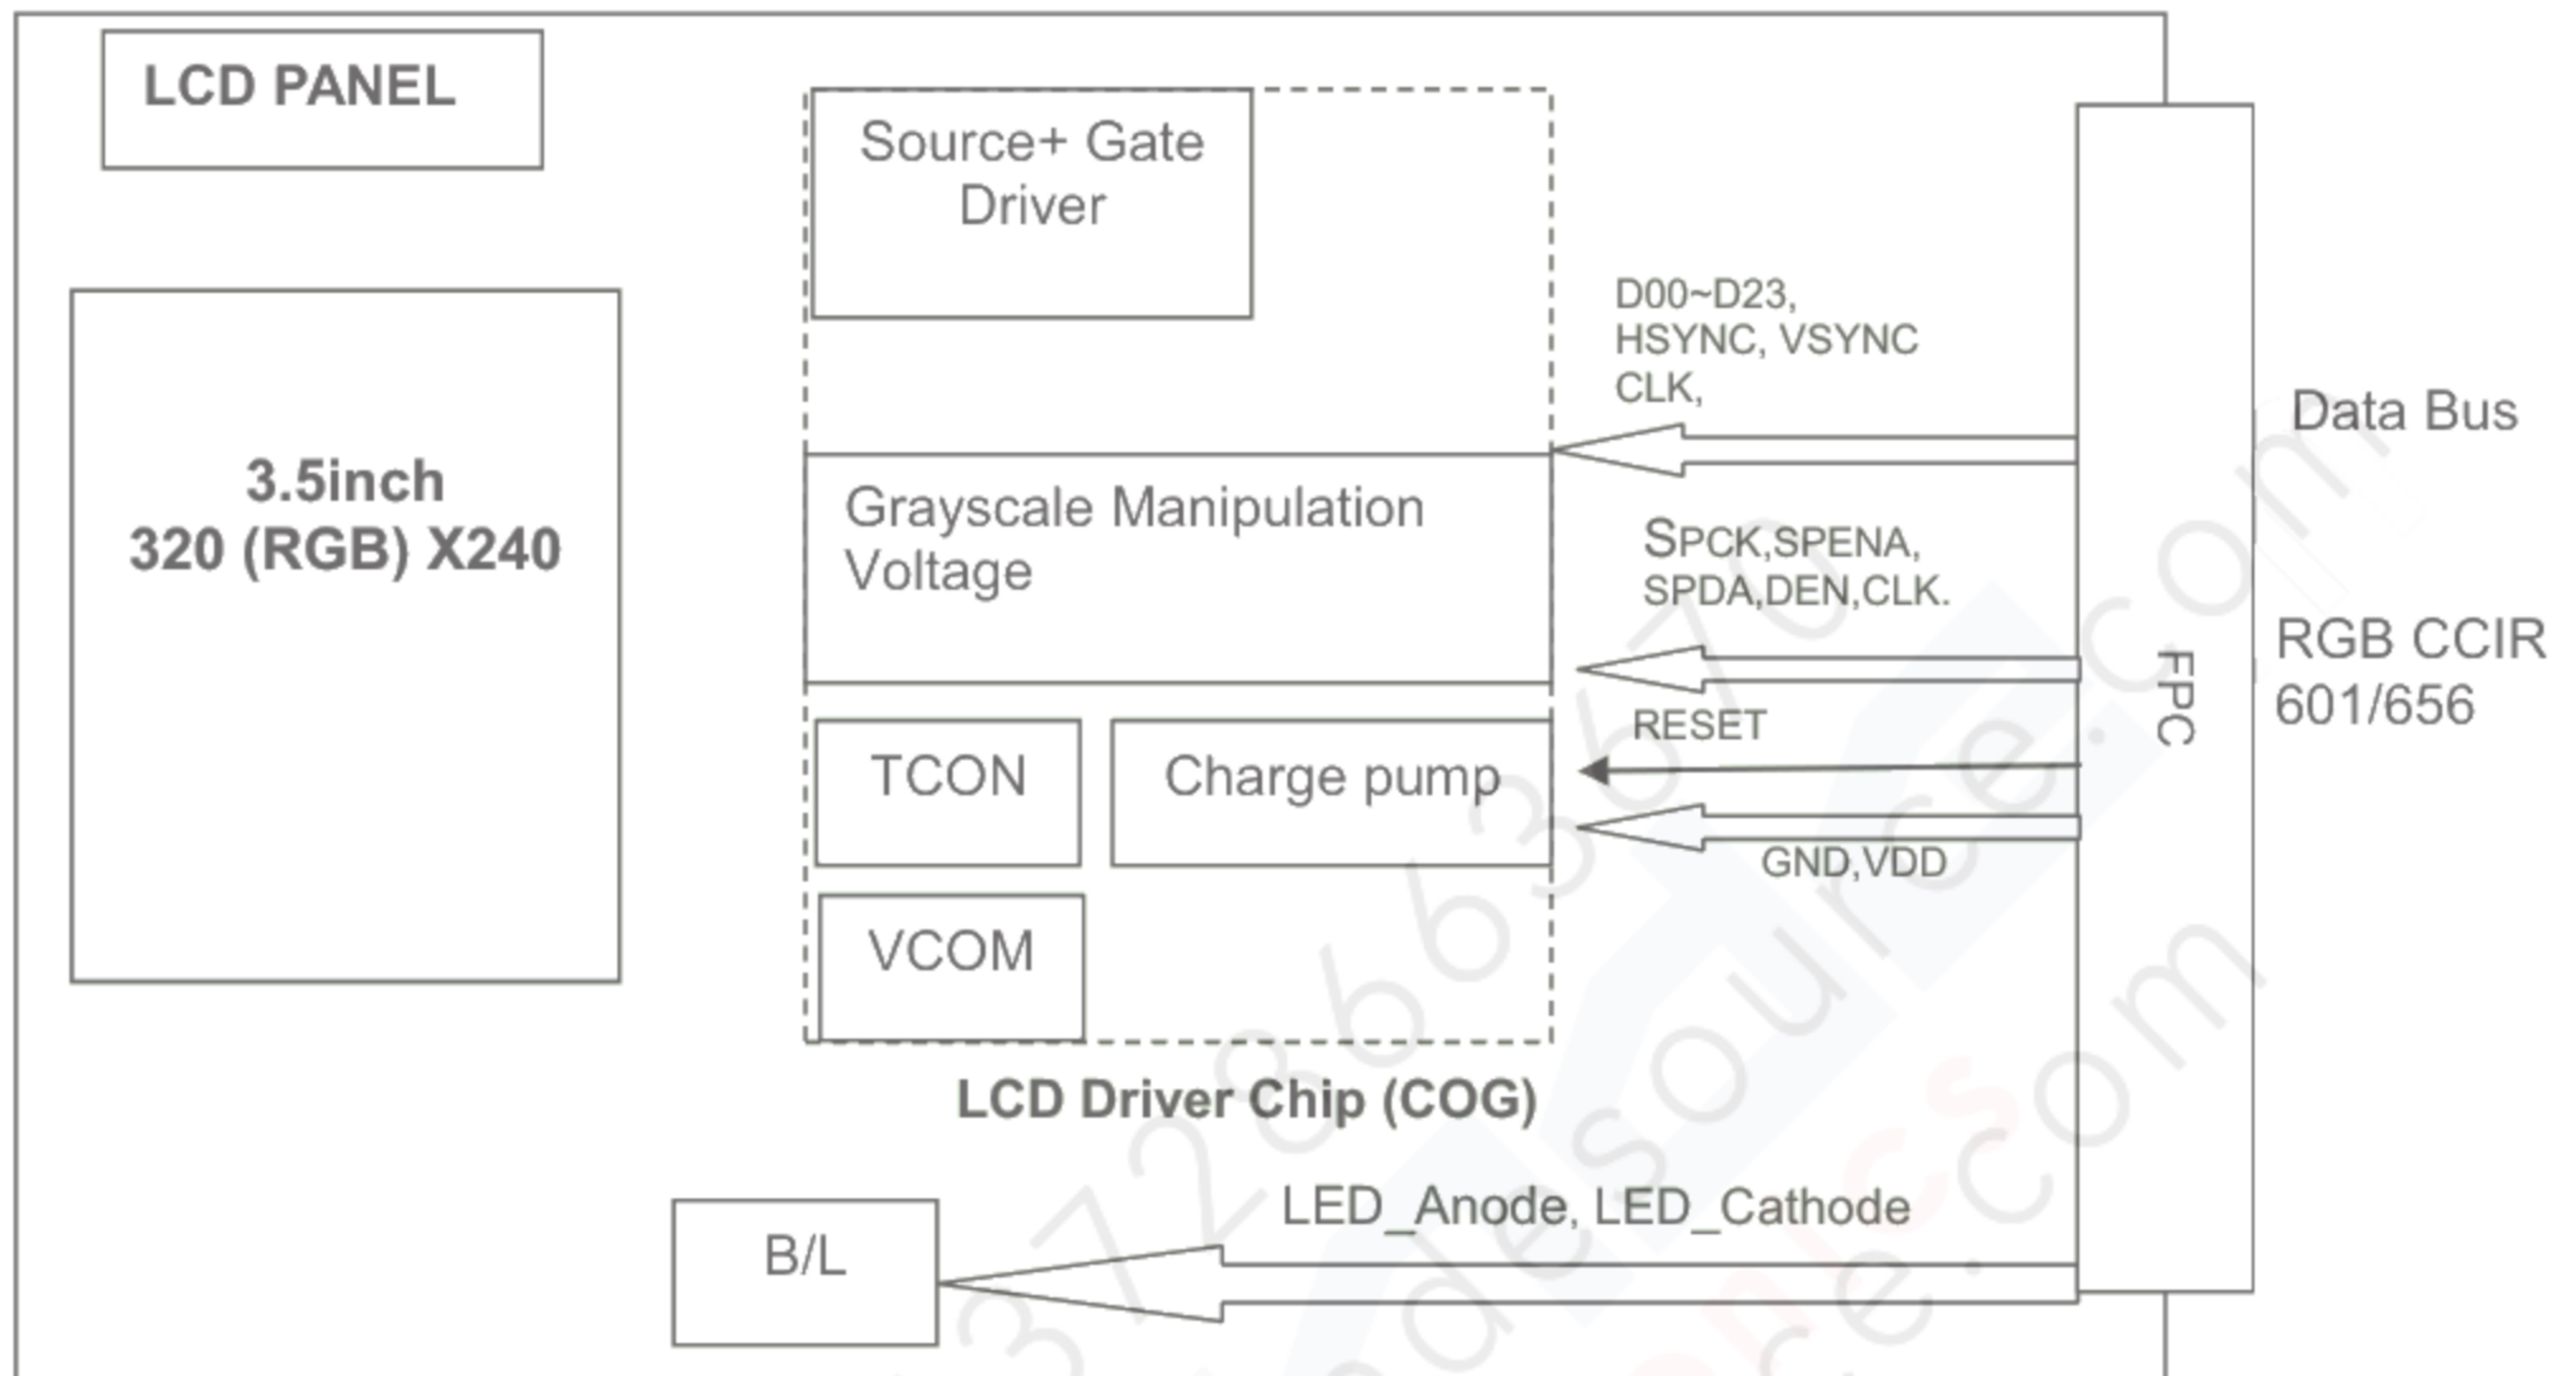 LCD PANEL
Source+ Gate
Driver
D00~D23,
HSYNC, VSYNC
CLK,
Data Bus
3.5inch
320 (RGB) X240
Grayscale Manipulation
Voltage
SPCK,SPENA,
SPDA,DEN,CLK.
FPC
RGB CCIR
601/656
RESET
TCON
Charge pump
GND,VDD
VCOM
LCD Driver Chip (COG)
LED_Anode, LED_Cathode
B/L